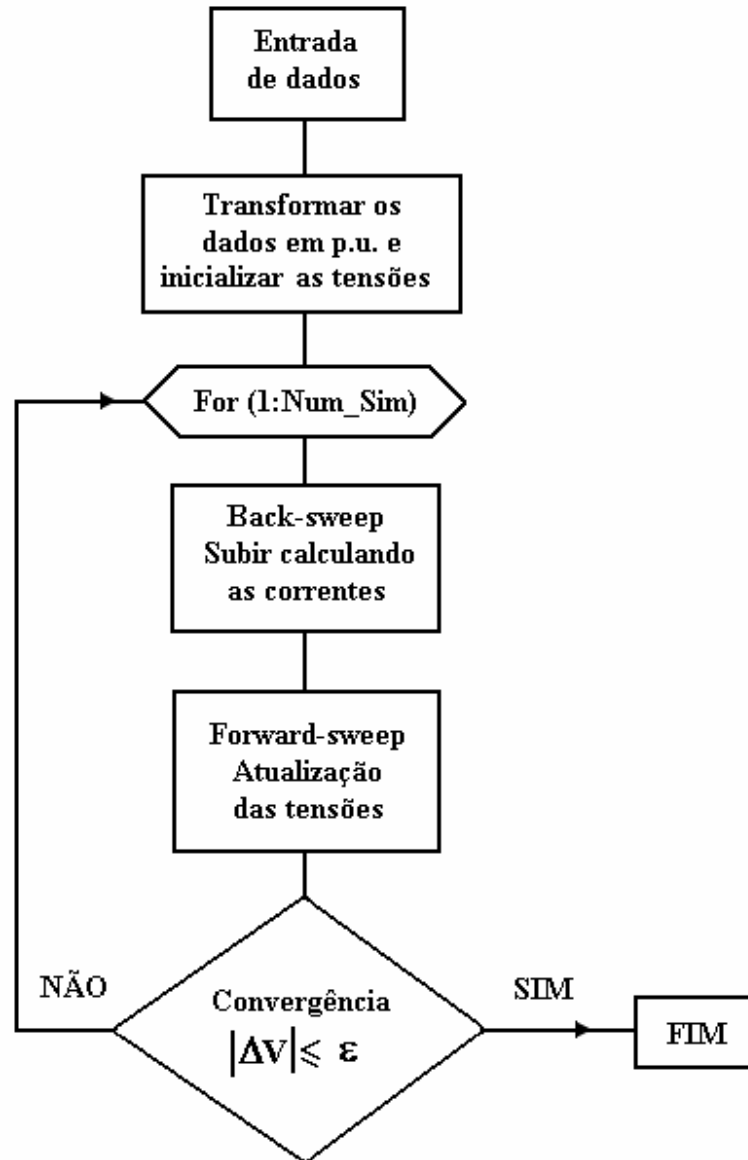 Entrada
de dados
Transformar os
dados em p.u. e
inicializar as tensões
For (1:Num_Sim)
Back-sweep
Subir calculando
as correntes
Forward-sweep
Atualização
das tensões
NÃO
Convergência
|ΔV| ⩽ ε
SIM
FIM